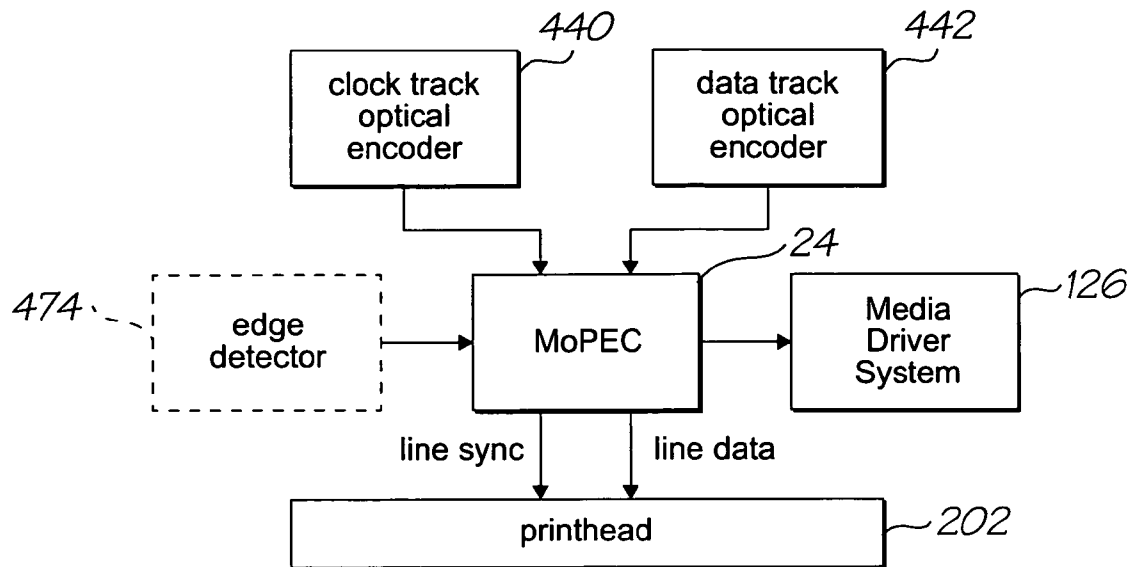 440
442
clock track
optical
encoder
data track
optical
encoder
24
474
edge
detector
MoPEC
Media
Driver
System
126
line sync
line data
printhead
202